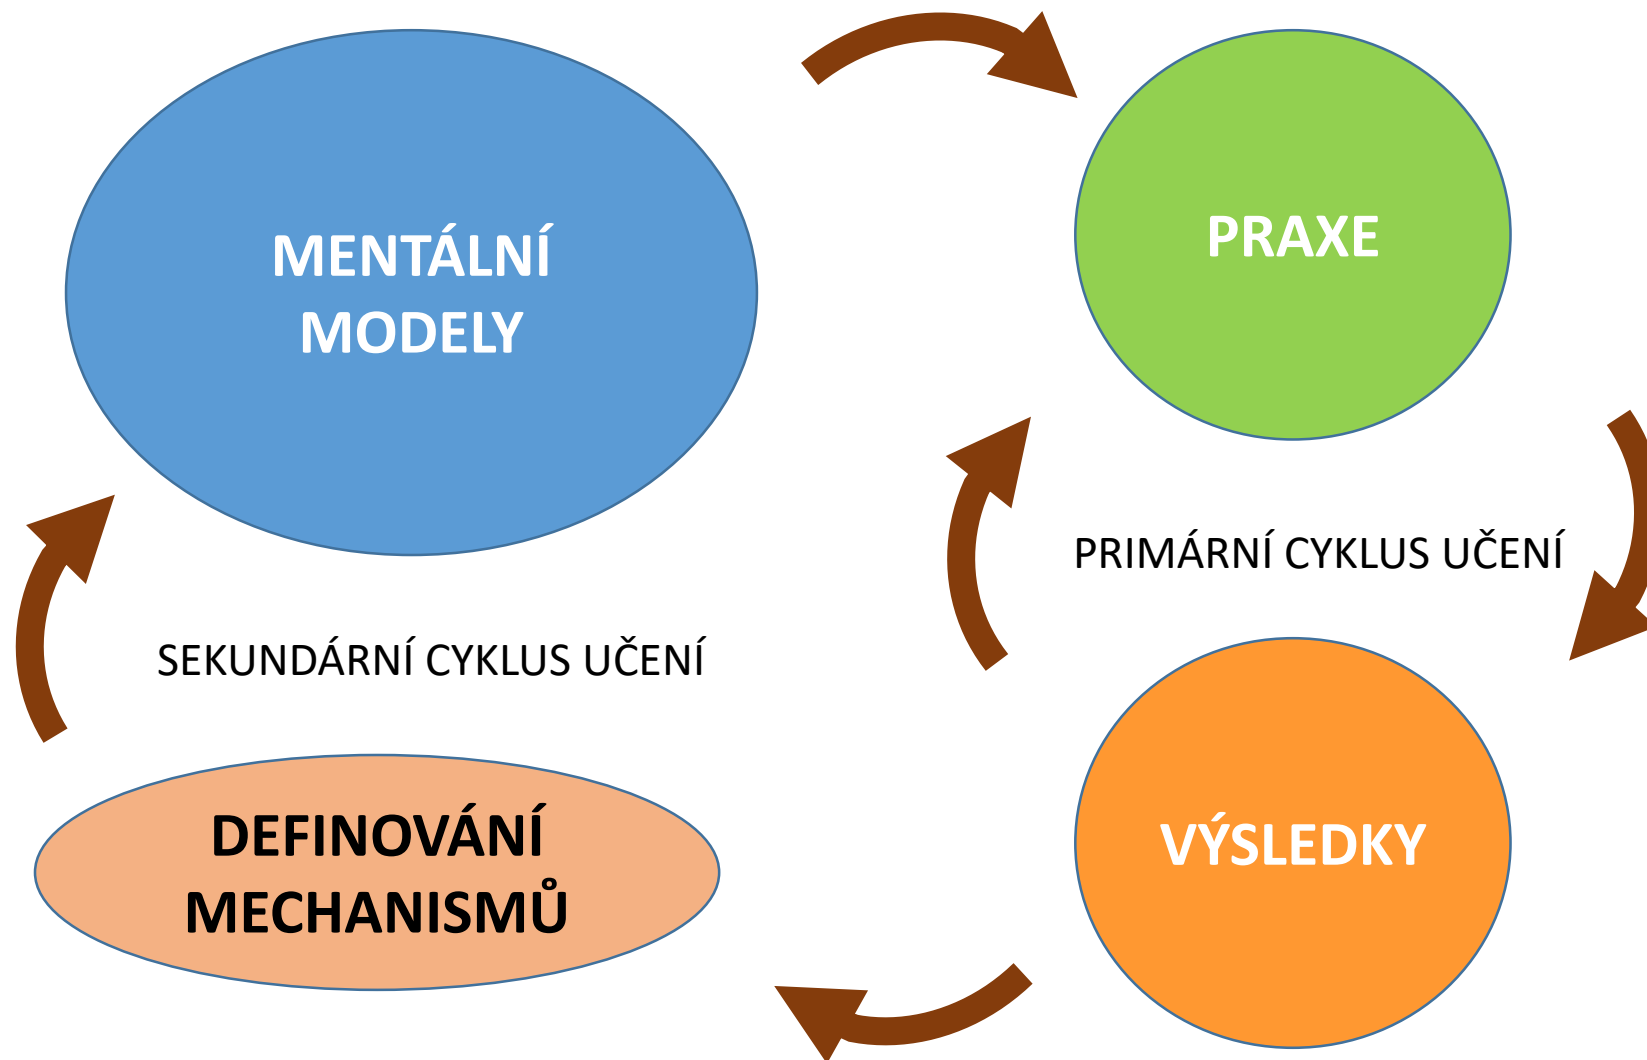 MENTÁLNÍ
MODELY
PRAXE
PRIMÁRNÍ CYKLUS UČENÍ
SEKUNDÁRNÍ CYKLUS UČENÍ
DEFINOVÁNÍ
MECHANISMŮ
VÝSLEDKY